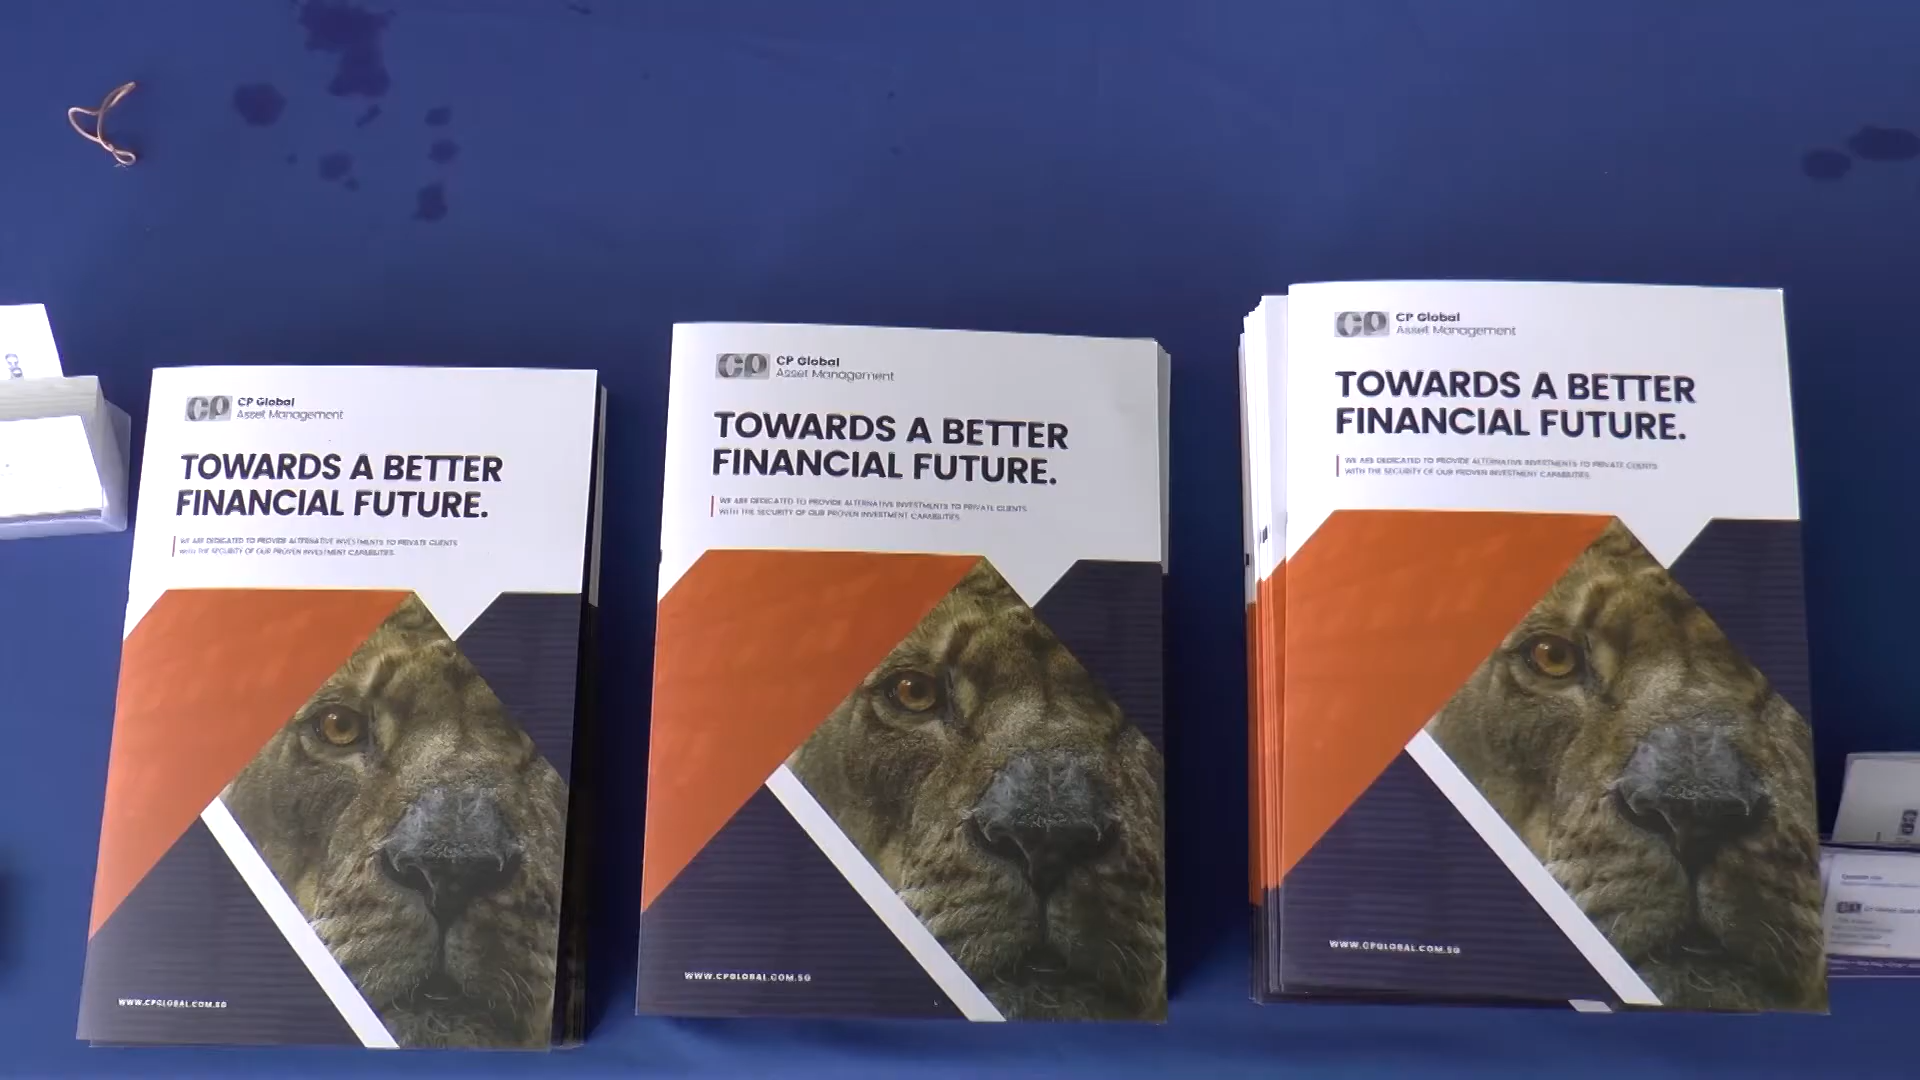 CP Global
Asset Management
TOWARDS A BETTER
FINANCIAL FUTURE.
WE ARE DEDICATED TO PROVIDE ALTERNATIVE INVESTMENTS TO PRIVATE CLIENTS
WITH THE SECURITY OF OUR PROVEN INVESTMENT CAPABILITIES.
WWW.CPGLOBAL.COM.SG
CP Global
Asset Management
TOWARDS A BETTER
FINANCIAL FUTURE.
WE ARE DEDICATED TO PROVIDE ALTERNATIVE INVESTMENTS TO PRIVATE CLIENTS
WITH THE SECURITY OF OUR PROVEN INVESTMENT CAPABILITIES.
WWW.CPGLOBAL.COM.SG
CP Global
Asset Management
TOWARDS A BETTER
FINANCIAL FUTURE.
WE ARE DEDICATED TO PROVIDE ALTERNATIVE INVESTMENTS TO PRIVATE CLIENTS
WITH THE SECURITY OF OUR PROVEN INVESTMENT CAPABILITIES.
WWW.CPGLOBAL.COM.SG